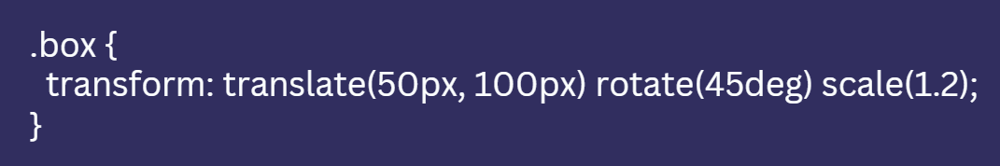 .box {
  transform: translate(50px, 100px) rotate(45deg) scale(1.2);
}